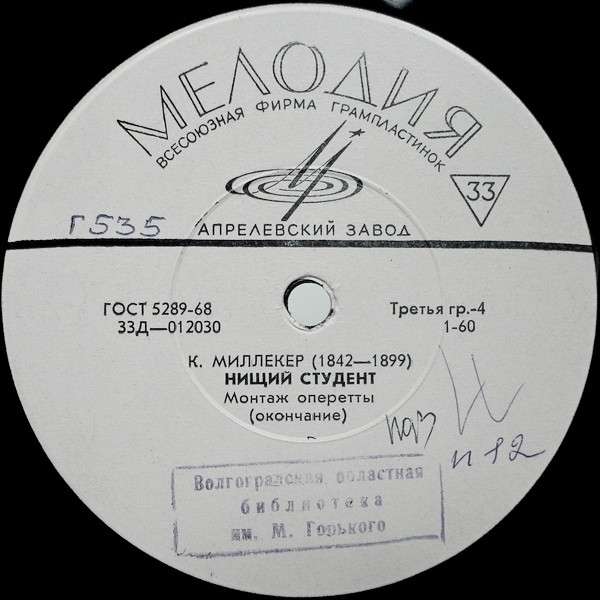 МЕЛОДИЯ
ВСЕСОЮЗНАЯ ФИРМА ГРАМПЛАСТИНОК
33
Г535
АПРЕЛЕВСКИЙ ЗАВОД
ГОСТ 5289-68
Третья гр.-4
33Д—012030
1-60
К. МИЛЛЕКЕР (1842—1899)
НИЩИЙ СТУДЕНТ
Монтаж оперетты
(окончание)
п 12
Волгоградская областная
библиотека
им. М. Горького